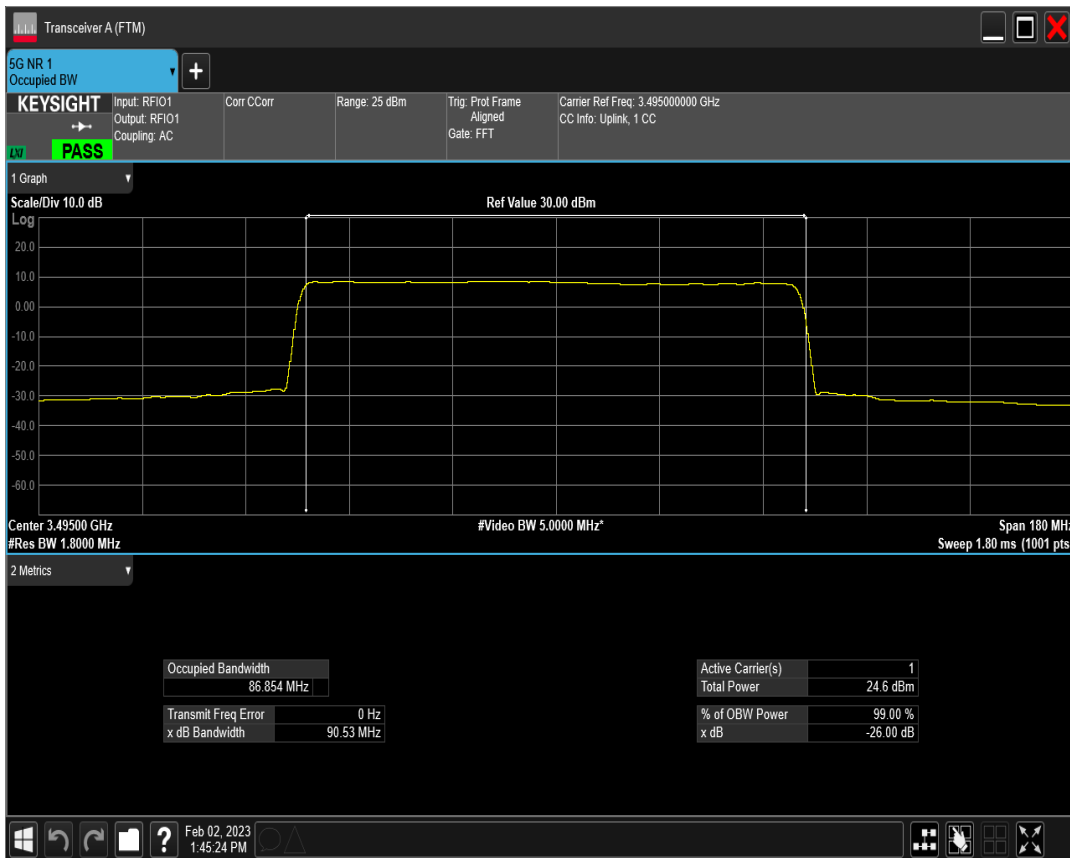 Transceiver A (FTM)
5G NR 1
Occupied BW
+
KEYSIGHT
LXI
PASS
Input: RFIO1
Output: RFIO1
Coupling: AC
Corr CCorr
Range: 25 dBm
Trig: Prot Frame
Aligned
Gate: FFT
Carrier Ref Freq: 3.495000000 GHz
CC Info: Uplink, 1 CC
1 Graph
Scale/Div 10.0 dB
Ref Value 30.00 dBm
Log
20.0
10.0
0.00
-10.0
-20.0
-30.0
-40.0
-50.0
-60.0
Center 3.49500 GHz
#Video BW 5.0000 MHz*
Span 180 MHz
#Res BW 1.8000 MHz
Sweep 1.80 ms (1001 pts
2 Metrics
Occupied Bandwidth
86.854 MHz
Transmit Freq Error 0 Hz
x dB Bandwidth 90.53 MHz
Active Carrier(s) 1
Total Power 24.6 dBm
% of OBW Power 99.00 %
x dB -26.00 dB
?
Feb 02, 2023
1:45:24 PM